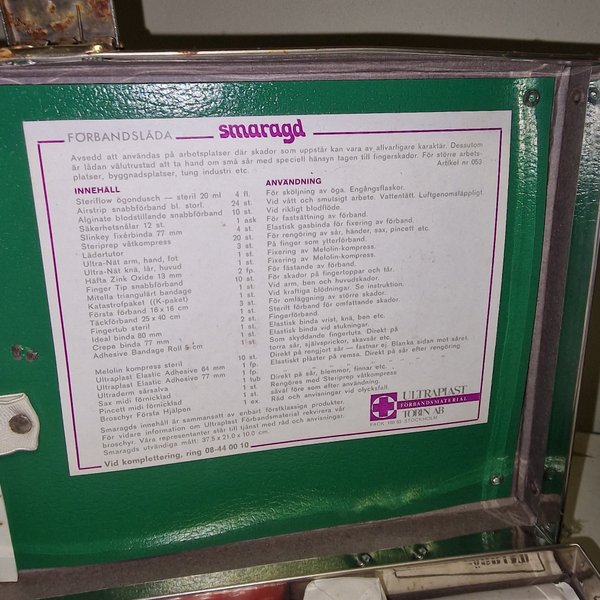 FÖRBANDSLÅDA smaragd
Avsedd att användas på arbetsplatser där skador som uppstår kan vara av allvarligare karaktär. Dessutom
är lådan välutrustad att ta hand om små sår med speciell hänsyn tagen till fingerskador. För större arbets-
platser, byggnadsplatser, tung industri etc. Artikel nr 053
INNEHÅLL
Steriflow ögondusch — steril 20 ml 4 fl.
Airstrip snabbförband bl. storl. 24 st.
Alginate blodstillande snabbförband 10 st.
Säkerhetsnålar 12 st. 1 ask
Slinkey fixérbinda 77 mm 4 st.
Steriprep våtkompress 20 st.
Lädertutor 3 st.
Ultra-Nät arm, hand, fot 1 st.
Ultra-Nät knä, lår, huvud 1 st.
Häfta Zink Oxide 13 mm 2 fp.
Finger Tip snabbförband 10 st.
Mitella triangulärt bandage 1 st.
Katastrofpaket ((K-paket) 1 st.
Första förband 16 x 16 cm 3 st.
Täckförband 25 x 40 cm 1 st.
Fingertub steril 2 st.
Ideal binda 80 mm 1 st.
Crepe binda 77 mm 1 st.
Adhesive Bandage Roll 5 cm 1 st.
Melolin kompress steril 10 st.
Ultraplast Elastic Adhesive 64 mm 1 fp.
Ultraplast Elastic Adhesive 77 mm 1 fp.
Ultraderm sårsalva 1 tub
Sax midi förnicklad 1 st.
Pincett midi förnicklad 1 st.
Broschyr Första Hjälpen 1 ex.
ANVÄNDNING
För sköljning av öga. Engångsflaskor.
Vid vått och smutsigt arbete. Vattentätt. Luftgenomsläppligt.
Vid rikligt blodflöde.
För fastsättning av förband.
Elastisk gasbinda för fixering av förband.
För rengöring av sår, händer, sax, pincett etc.
På finger som ytterförband.
Fixering av Melolin-kompress.
Fixering av Melolin-kompress.
För fästande av förband.
För skador på fingertoppar och tår.
Vid arm, ben och huvudskador.
Vid kraftiga blödningar. Se instruktion.
För omläggning av större skador.
Sterilt förband för omfattande skador.
Fingerförband.
Elastisk binda vrist, knä, ben etc.
Elastisk binda vid stukningar.
Som skyddande fingertuta. Direkt på
torra sår, självsprickor, skavsår etc.
Direkt på rengjort sår — fastnar ej. Blanka sidan mot såret.
Elastiskt plåster på remsa. Direkt på sår efter rengöring
Direkt på sår, blemmor, finnar etc.
Rengöres med Steriprep våtkompress
såväl före som efter användning.
Råd och anvisningar vid olycksfall.
Smaragds innehåll är sammansatt av enbart förstklassiga produkter.
För vidare information om Ultraplast Förbandsmaterial rekvirera vår
broschyr. Våra representanter står till tjänst med råd och anvisningar.
Smaragds utvändiga mått: 37.5 x 21.0 x 10.0 cm.
Vid komplettering, ring 08-44 00 10
ULTRAPLAST
FÖRBANDSMATERIAL
TOBIN AB
STOCKHOLM